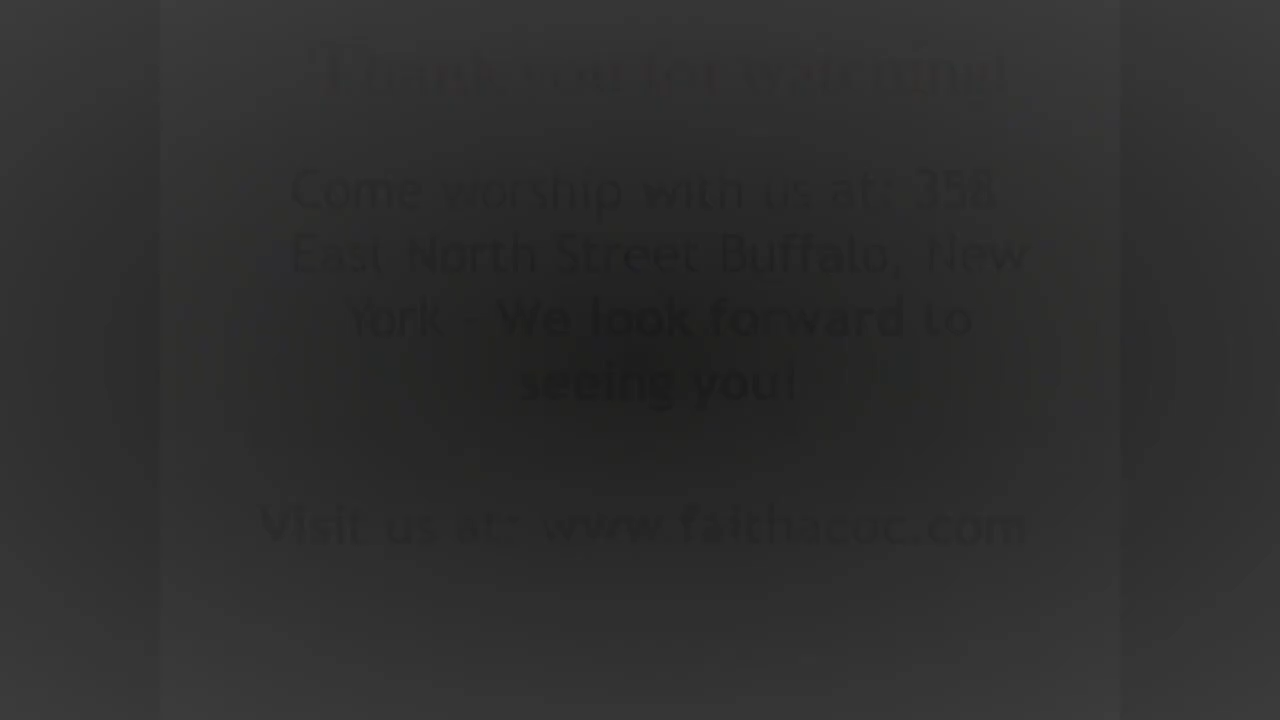 Thank you for watching!
Come worship with us at: 358
East North Street Buffalo, New
York - We look forward to
seeing you!
Visit us at: www.faithacoc.com